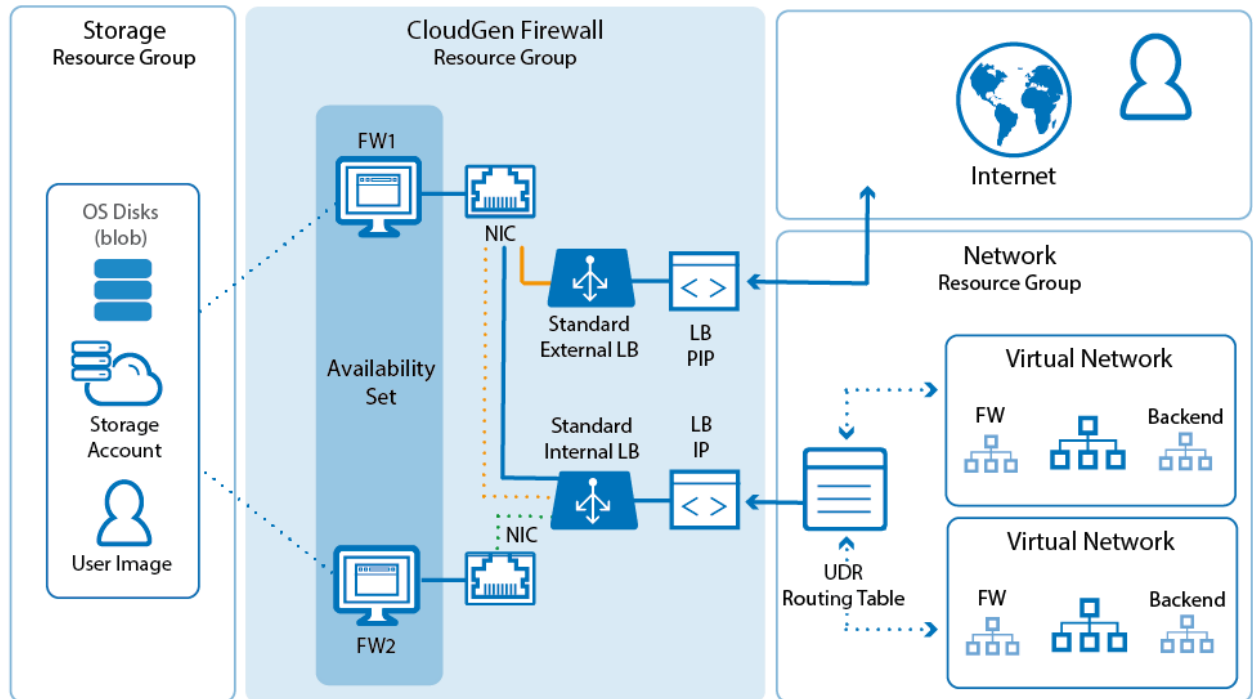 Storage
Resource Group
OS Disks
(blob)
Storage
Account
User Image
CloudGen Firewall
Resource Group
FW1
Availability
Set
FW2
NIC
Standard
External LB
LB
PIP
Standard
Internal LB
LB
IP
NIC
Internet
Network
Resource Group
UDR
Routing Table
Virtual Network
FW
Backend
Virtual Network
FW
Backend